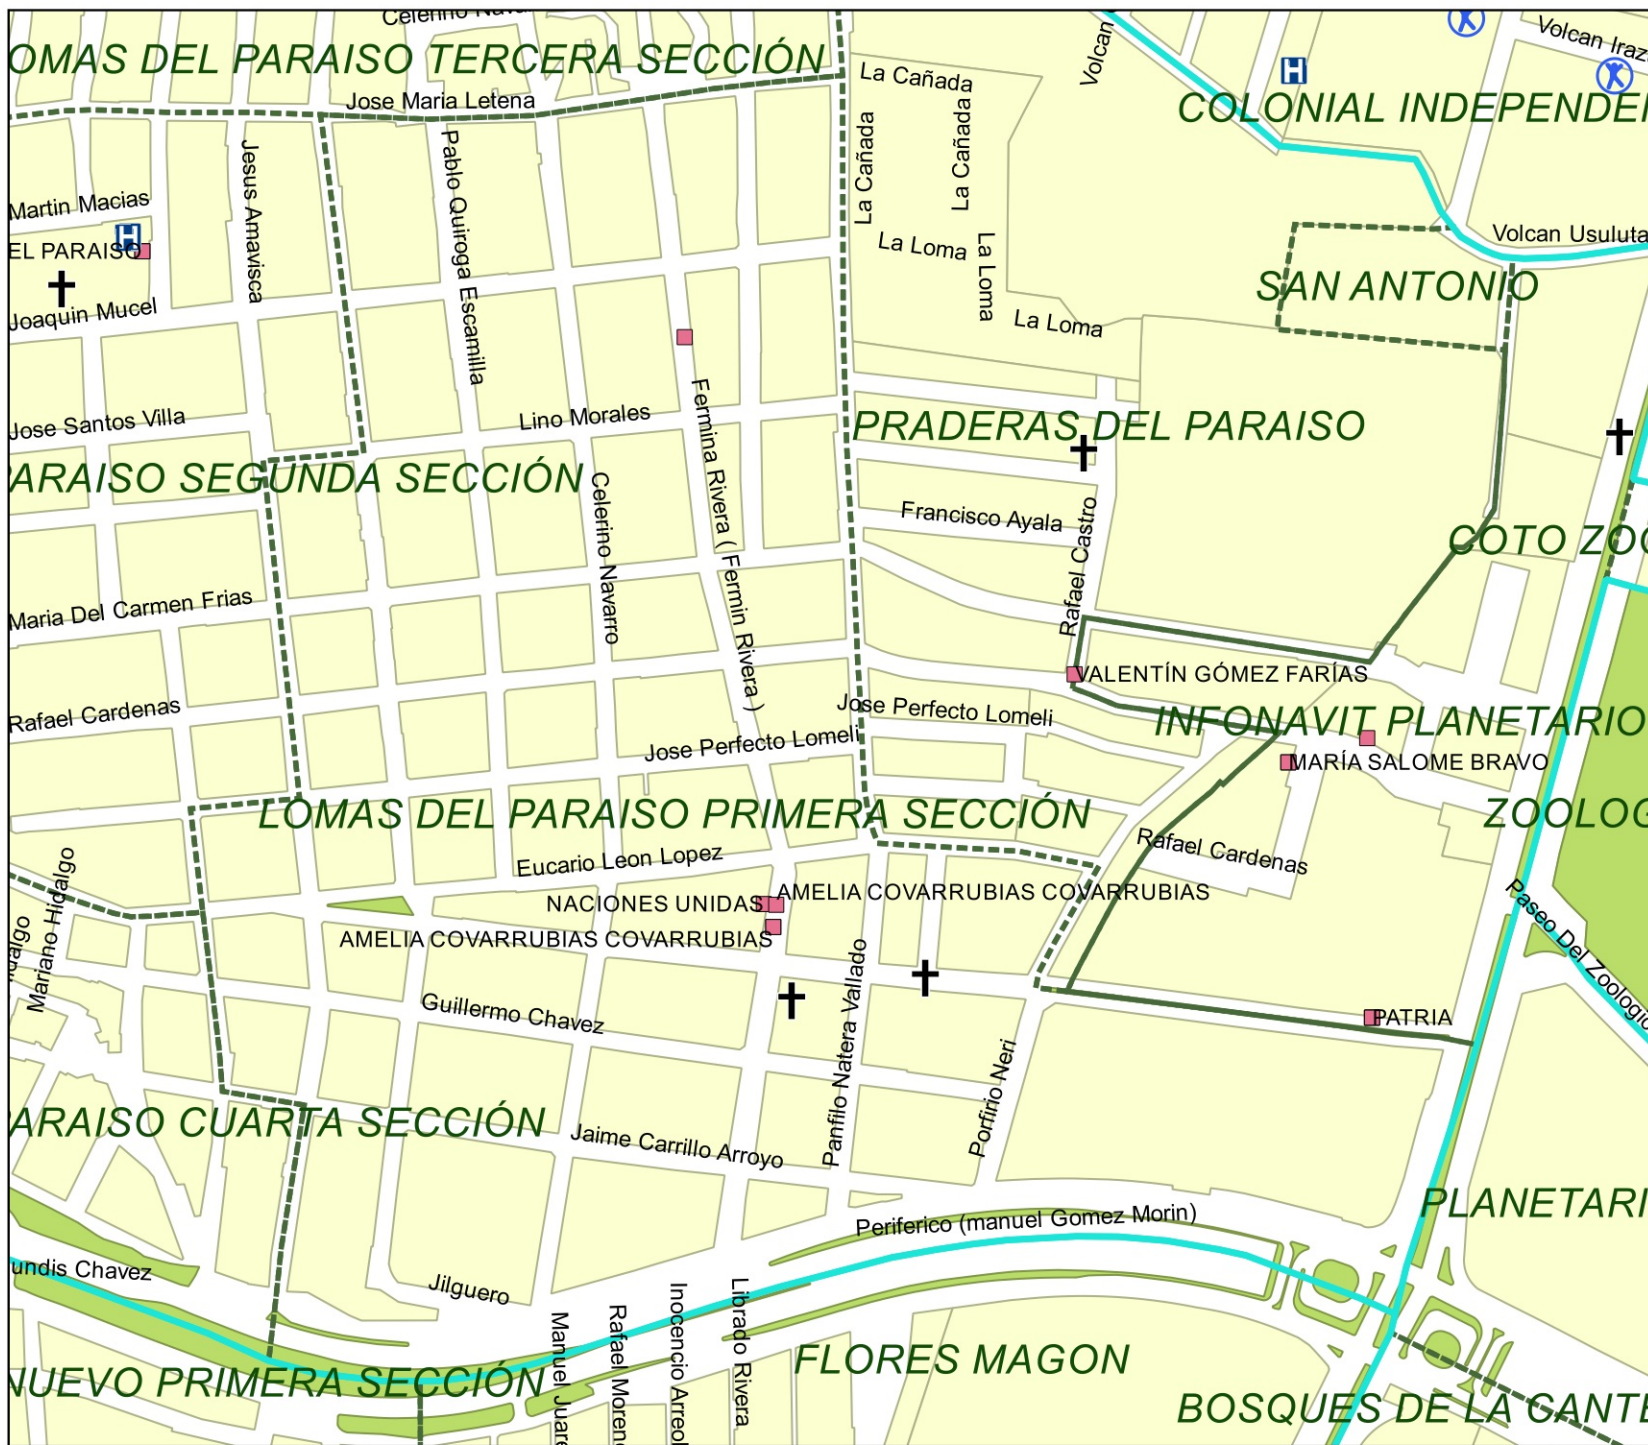 OMAS DEL PARAISO TERCERA SECCIÓN
Jose Maria Letena
La Cañada
Volcan
H
Volcan Iraz
COLONIAL INDEPENDE
Jesus Amavisca
Pablo Quiroga Escamilla
La Cañada
La Cañada
Martin Macias
H
EL PARAISO
La Loma
La Loma
Volcan Usuluta
SAN ANTONIO
Joaquin Mucel
La Loma
Jose Santos Villa
Lino Morales
Fermina Rivera ( Fermin Rivera )
PRADERAS DEL PARAISO
ARAISO SEGUNDA SECCIÓN
Celerino Navarro
Francisco Ayala
Rafael Castro
COTO ZOÓ
Maria Del Carmen Frias
VALENTÍN GÓMEZ FARÍAS
Rafael Cardenas
Jose Perfecto Lomeli
INFONAVIT PLANETARIO
Jose Perfecto Lomeli
MARÍA SALOME BRAVO
LOMAS DEL PARAISO PRIMERA SECCIÓN
ZOOLOG
Rafael Cardenas
Eucario Leon Lopez
Mariano Hidalgo
idalgo
NACIONES UNIDAS
AMELIA COVARRUBIAS COVARRUBIAS
AMELIA COVARRUBIAS COVARRUBIAS
Paseo Del Zoologic
Panfilo Natera Vallado
Guillermo Chavez
PATRIA
Porfirio Neri
ARAISO CUARTA SECCIÓN
Jaime Carrillo Arroyo
PLANETARI
Periferico (manuel Gomez Morin)
undis Chavez
Jilguero
Manuel Juare
Rafael Moreno
Inocencio Arreol
Librado Rivera
NUEVO PRIMERA SECCIÓN
FLORES MAGON
BOSQUES DE LA CANTE